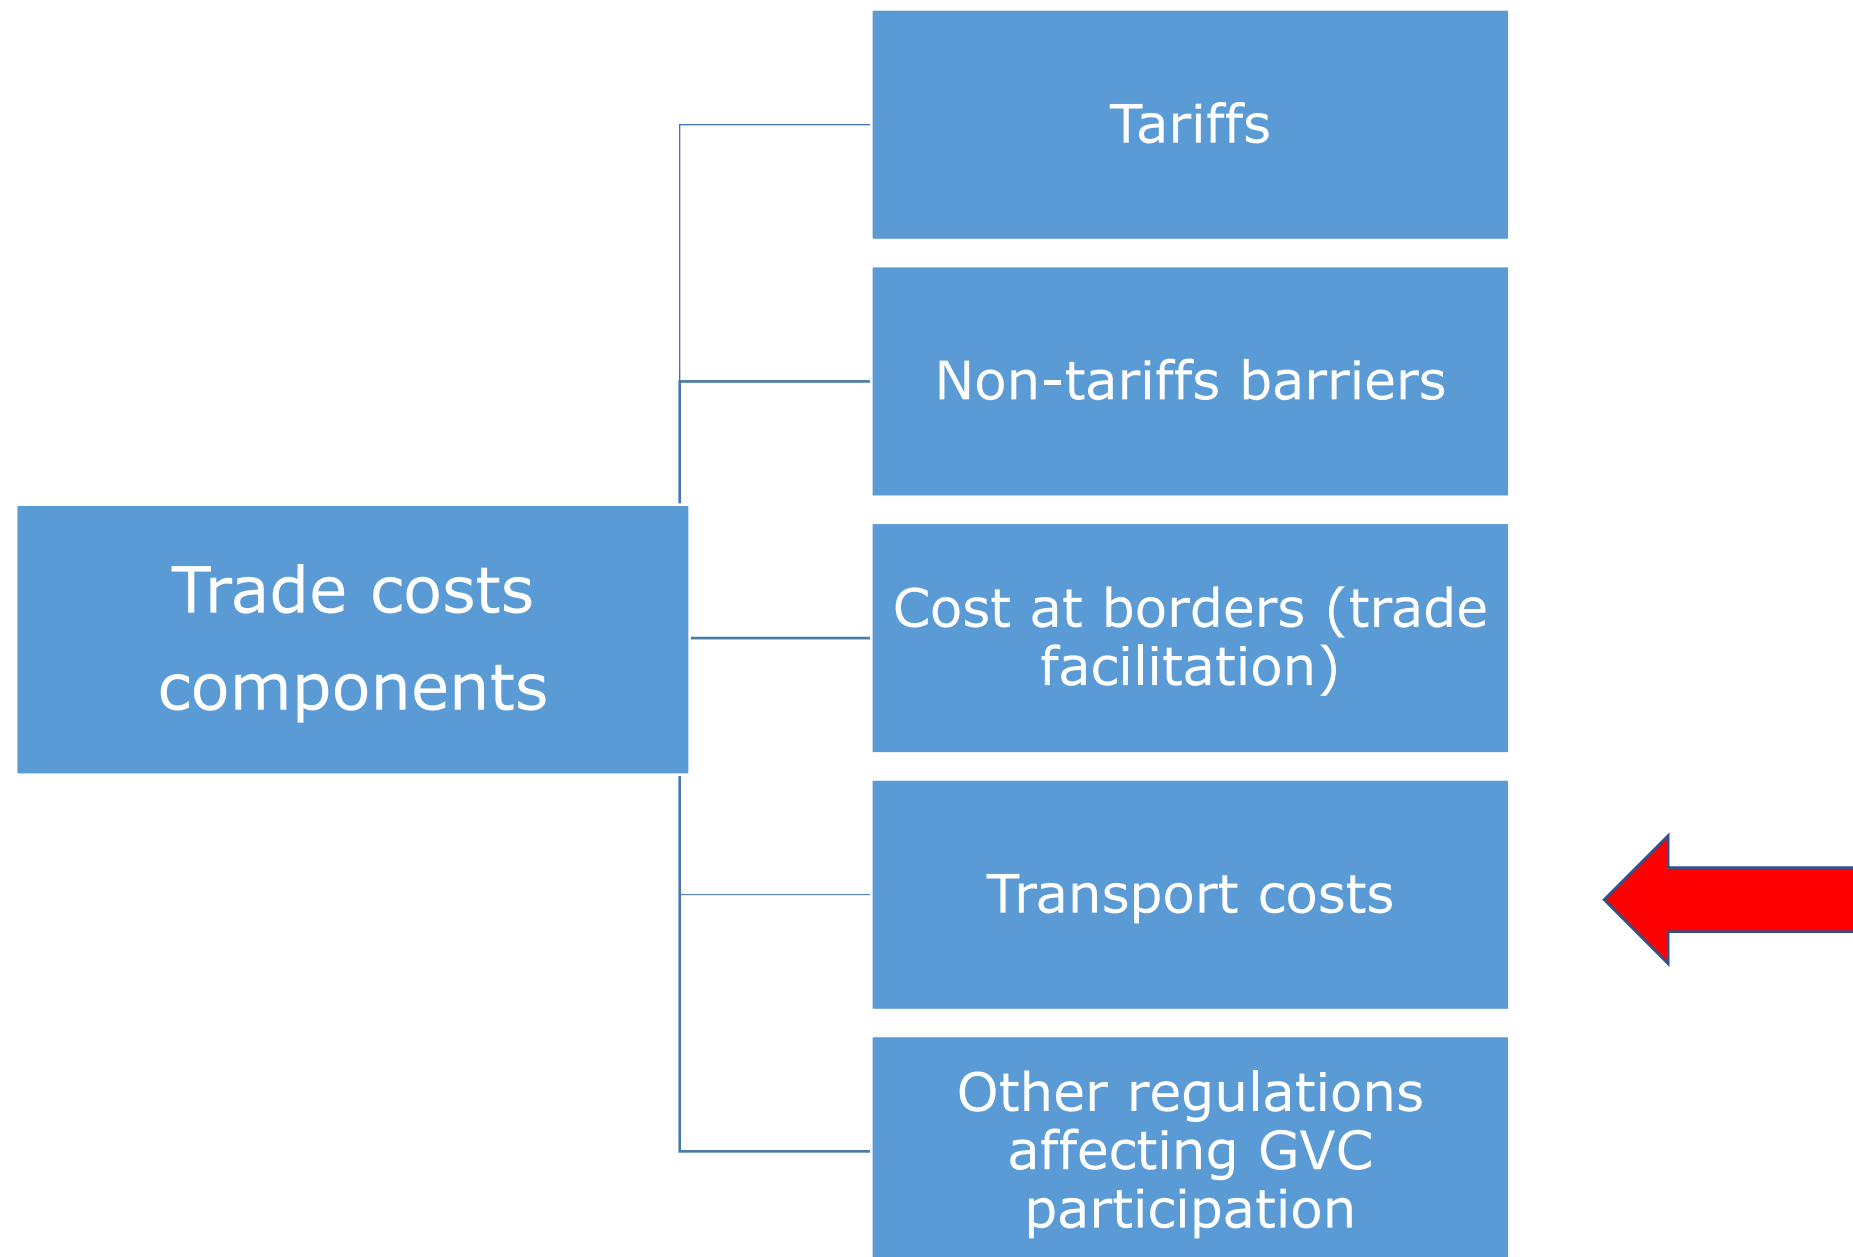 Tariffs
Non-tariffs barriers
Trade costs
components
Cost at borders (trade
facilitation)
Transport costs
Other regulations
affecting GVC
participation